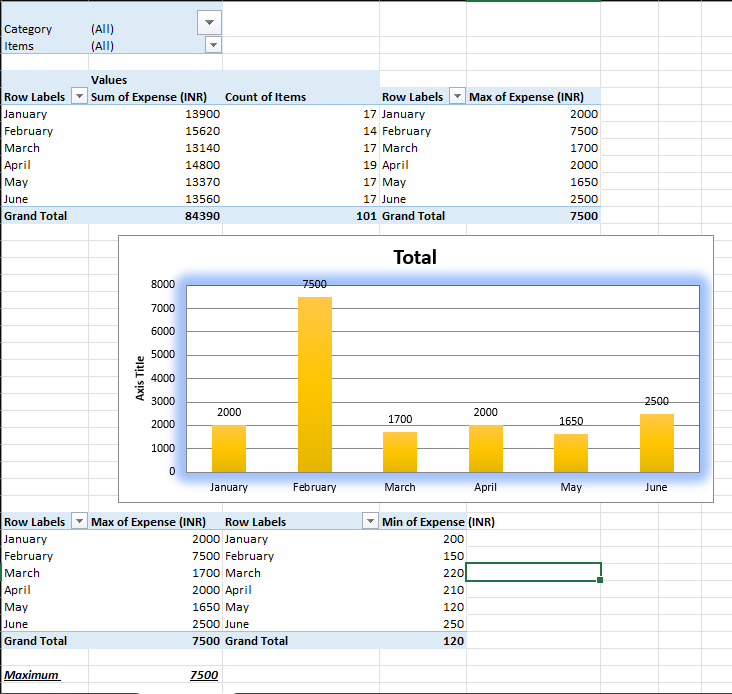 Category (All)
Items (All)
Values
Row Labels Sum of Expense (INR) Count of Items Row Labels Max of Expense (INR)
January 13900 17 January 2000
February 15620 14 February 7500
March 13140 17 March 1700
April 14800 19 April 2000
May 13370 17 May 1650
June 13560 17 June 2500
Grand Total 84390 101 Grand Total 7500
Total
8000
7000
6000
5000
4000
3000
2000
1000
0
Axis Title
2000 7500 1700 2000 1650 2500
January February March April May June
Row Labels Max of Expense (INR) Row Labels Min of Expense (INR)
January 2000 January 200
February 7500 February 150
March 1700 March 220
April 2000 April 210
May 1650 May 120
June 2500 June 250
Grand Total 7500 Grand Total 120
Maximum 7500